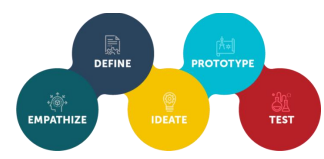 EMPATHIZE
DEFINE
IDEATE
PROTOTYPE
TEST